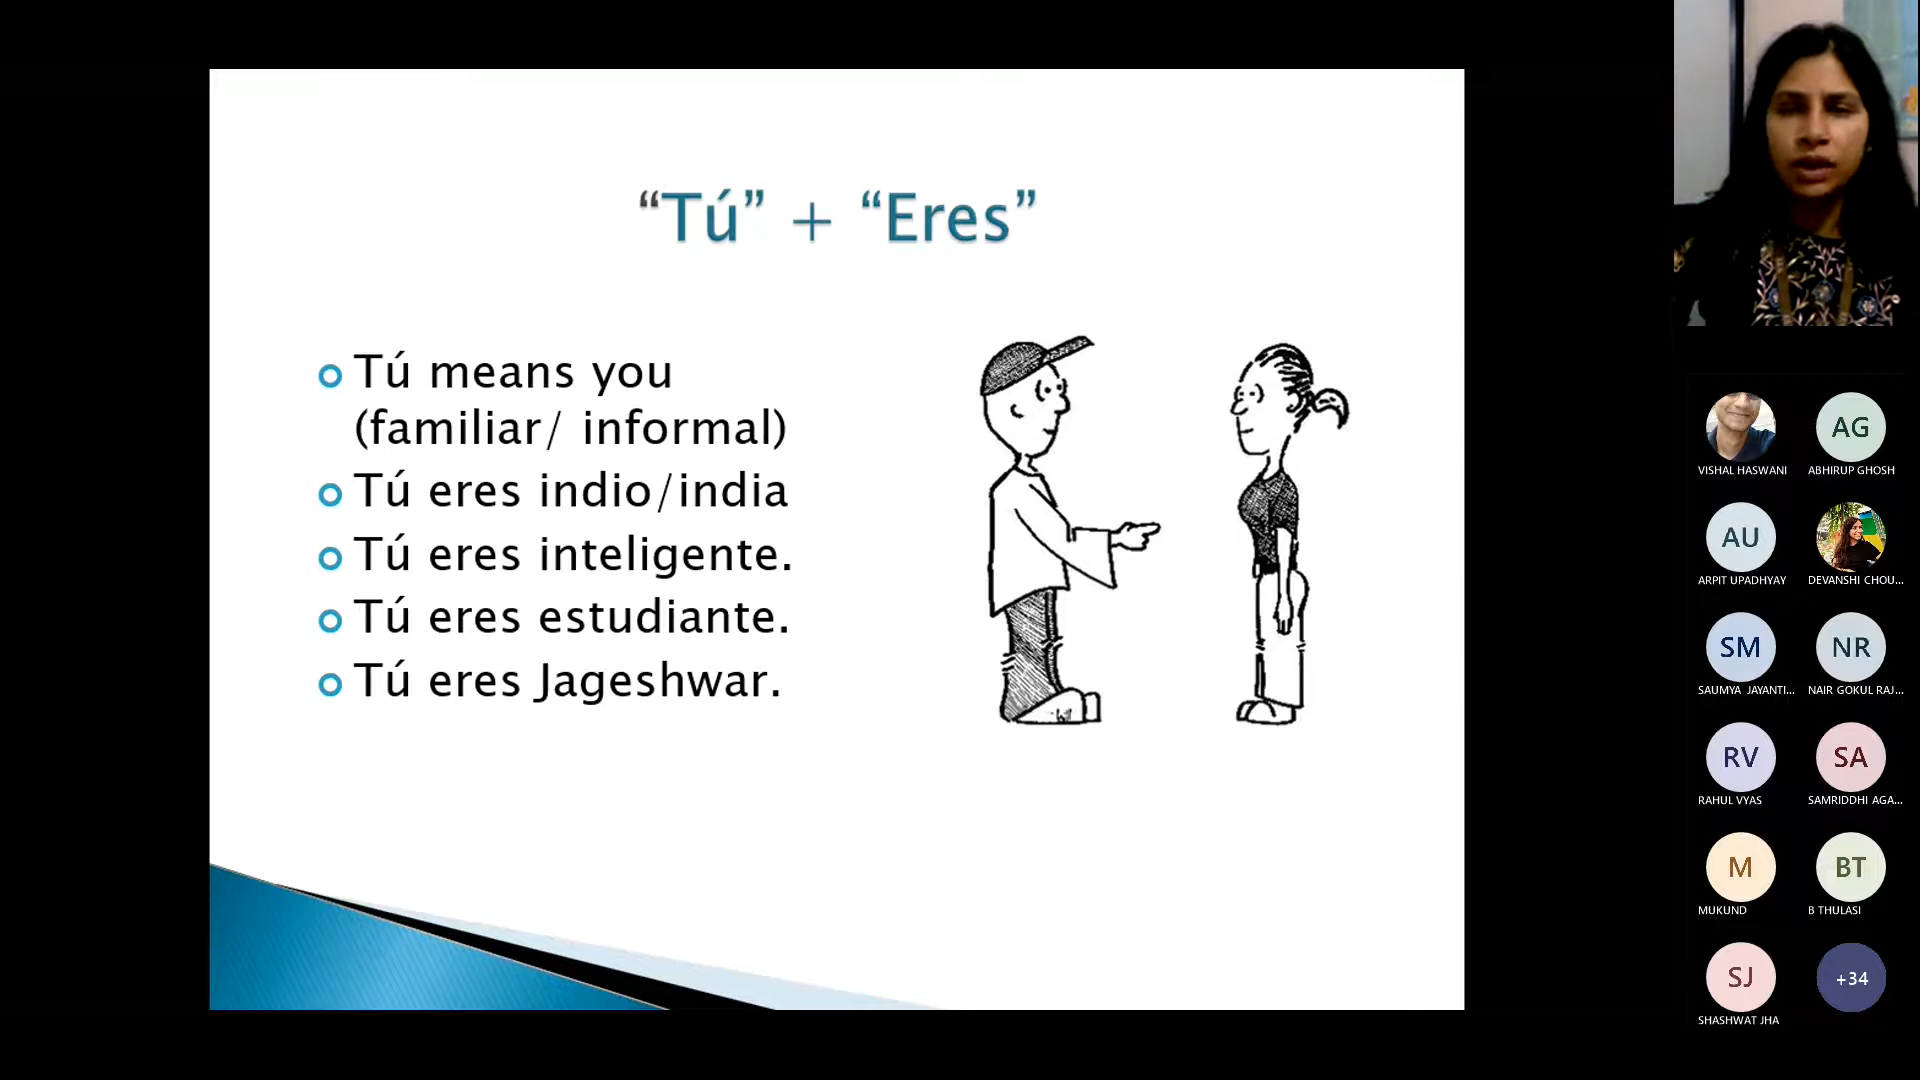 “Tú” + “Eres”
Tú means you
(familiar/ informal)
Tú eres indio/india
Tú eres inteligente.
Tú eres estudiante.
Tú eres Jageshwar.
VISHAL HASWANI
AG
ABHIRUP GHOSH
AU
ARPIT UPADHYAY
DEVANSHI CHOU...
SM
SAUMYA JAYANTI...
NR
NAIR GOKUL RAJ...
RV
RAHUL VYAS
SA
SAMRIDDHI AGA...
M
MUKUND
BT
B THULASI
SJ
SHASHWAT JHA
+34